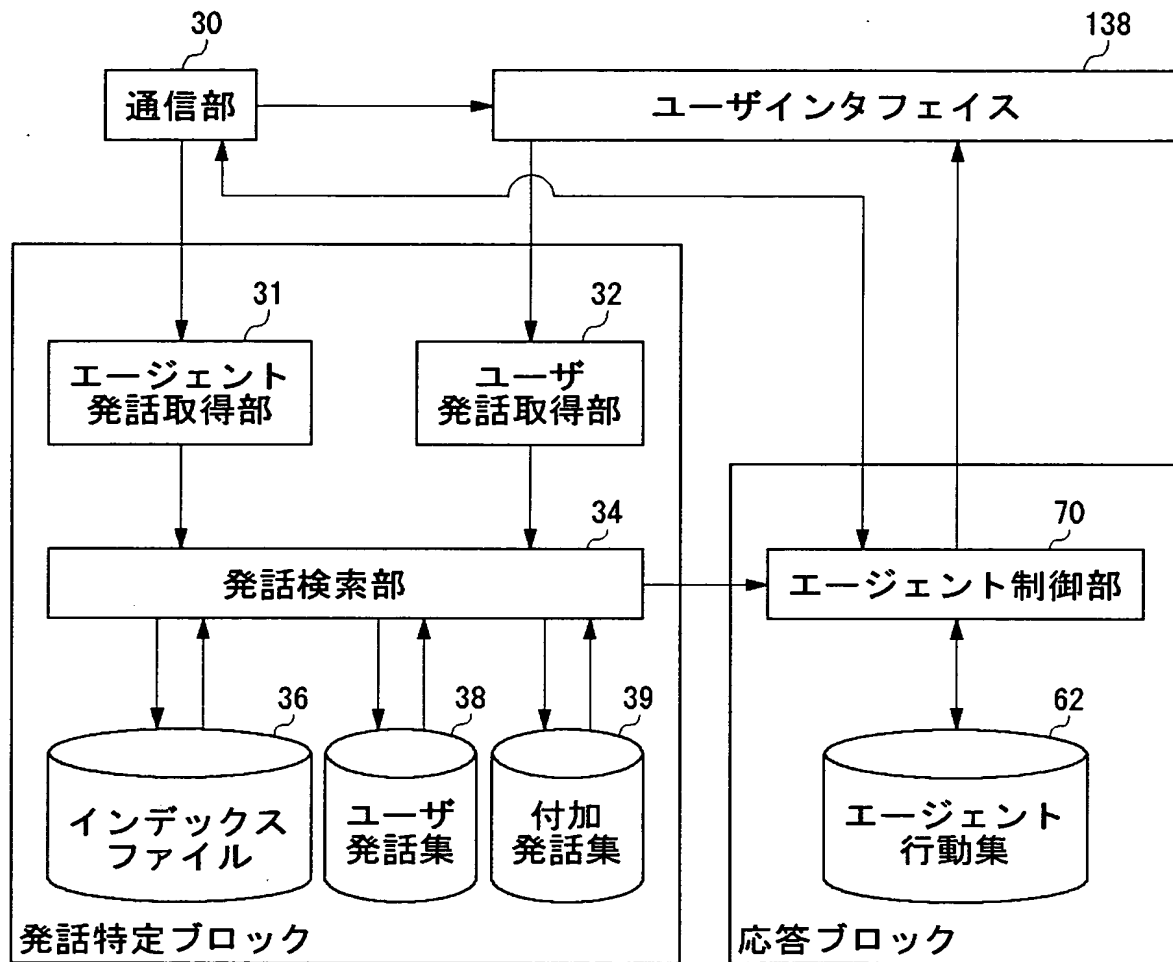 30
138
通信部
ユーザインタフェイス
31
32
エージェント
発話取得部
ユーザ
発話取得部
34
70
発話検索部
エージェント制御部
36
38
39
62
インデックス
ファイル
ユーザ
発話集
付加
発話集
エージェント
行動集
発話特定ブロック
応答ブロック